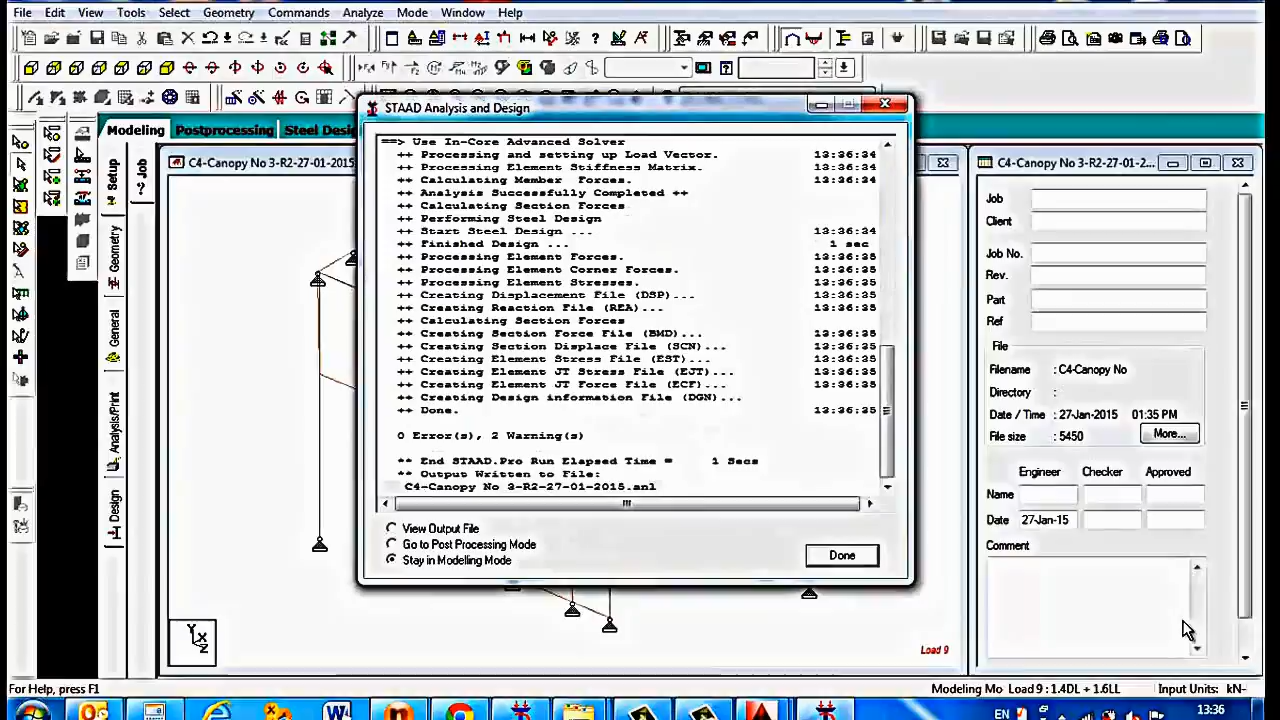 File Edit View Tools Select Geometry Commands Analyze Mode Window Help
Modeling Postprocessing Steel Desi
C4-Canopy No 3-R2-27-01-2015
STAAD Analysis and Design
==> Use In-Core Advanced Solver
++ Processing and setting up Load Vector. 13:36:34
++ Processing Element Stiffness Matrix. 13:36:34
++ Calculating Member Forces. 13:36:34
++ Analysis Successfully Completed ++
++ Calculating Section Forces
++ Performing Steel Design
++ Start Steel Design ... 13:36:34
++ Finished Design ... 1 sec
++ Processing Element Forces. 13:36:35
++ Processing Element Corner Forces. 13:36:35
++ Processing Element Stresses. 13:36:35
++ Creating Displacement File (DSP)... 13:36:35
++ Creating Reaction File (REA)... 13:36:35
++ Calculating Section Forces
++ Creating Section Force File (BMD)... 13:36:35
++ Creating Section Displace File (SCN)... 13:36:35
++ Creating Element Stress File (EST)... 13:36:35
++ Creating Element JT Stress File (EJT)... 13:36:35
++ Creating Element JT Force File (ECF)... 13:36:35
++ Creating Design information File (DGN)...
++ Done. 13:36:35
0 Error(s), 2 Warning(s)
** End STAAD.Pro Run Elapsed Time = 1 Secs
** Output Written to File:
C4-Canopy No 3-R2-27-01-2015.anl
View Output File
Go to Post Processing Mode
Stay in Modelling Mode
Done
Setup
Job
Geometry
General
Analysis/Print
Design
Y
X
Z
Load 9
C4-Canopy No 3-R2-27-01-2...
Job
Client
Job No.
Rev.
Part
Ref
File
Filename : C4-Canopy No
Directory :
Date / Time : 27-Jan-2015 01:35 PM
File size : 5450 More...
Engineer Checker Approved
Name
Date 27-Jan-15
Comment
For Help, press F1
Modeling Mo Load 9 : 1.4DL + 1.6LL Input Units: kN-
EN 13:36